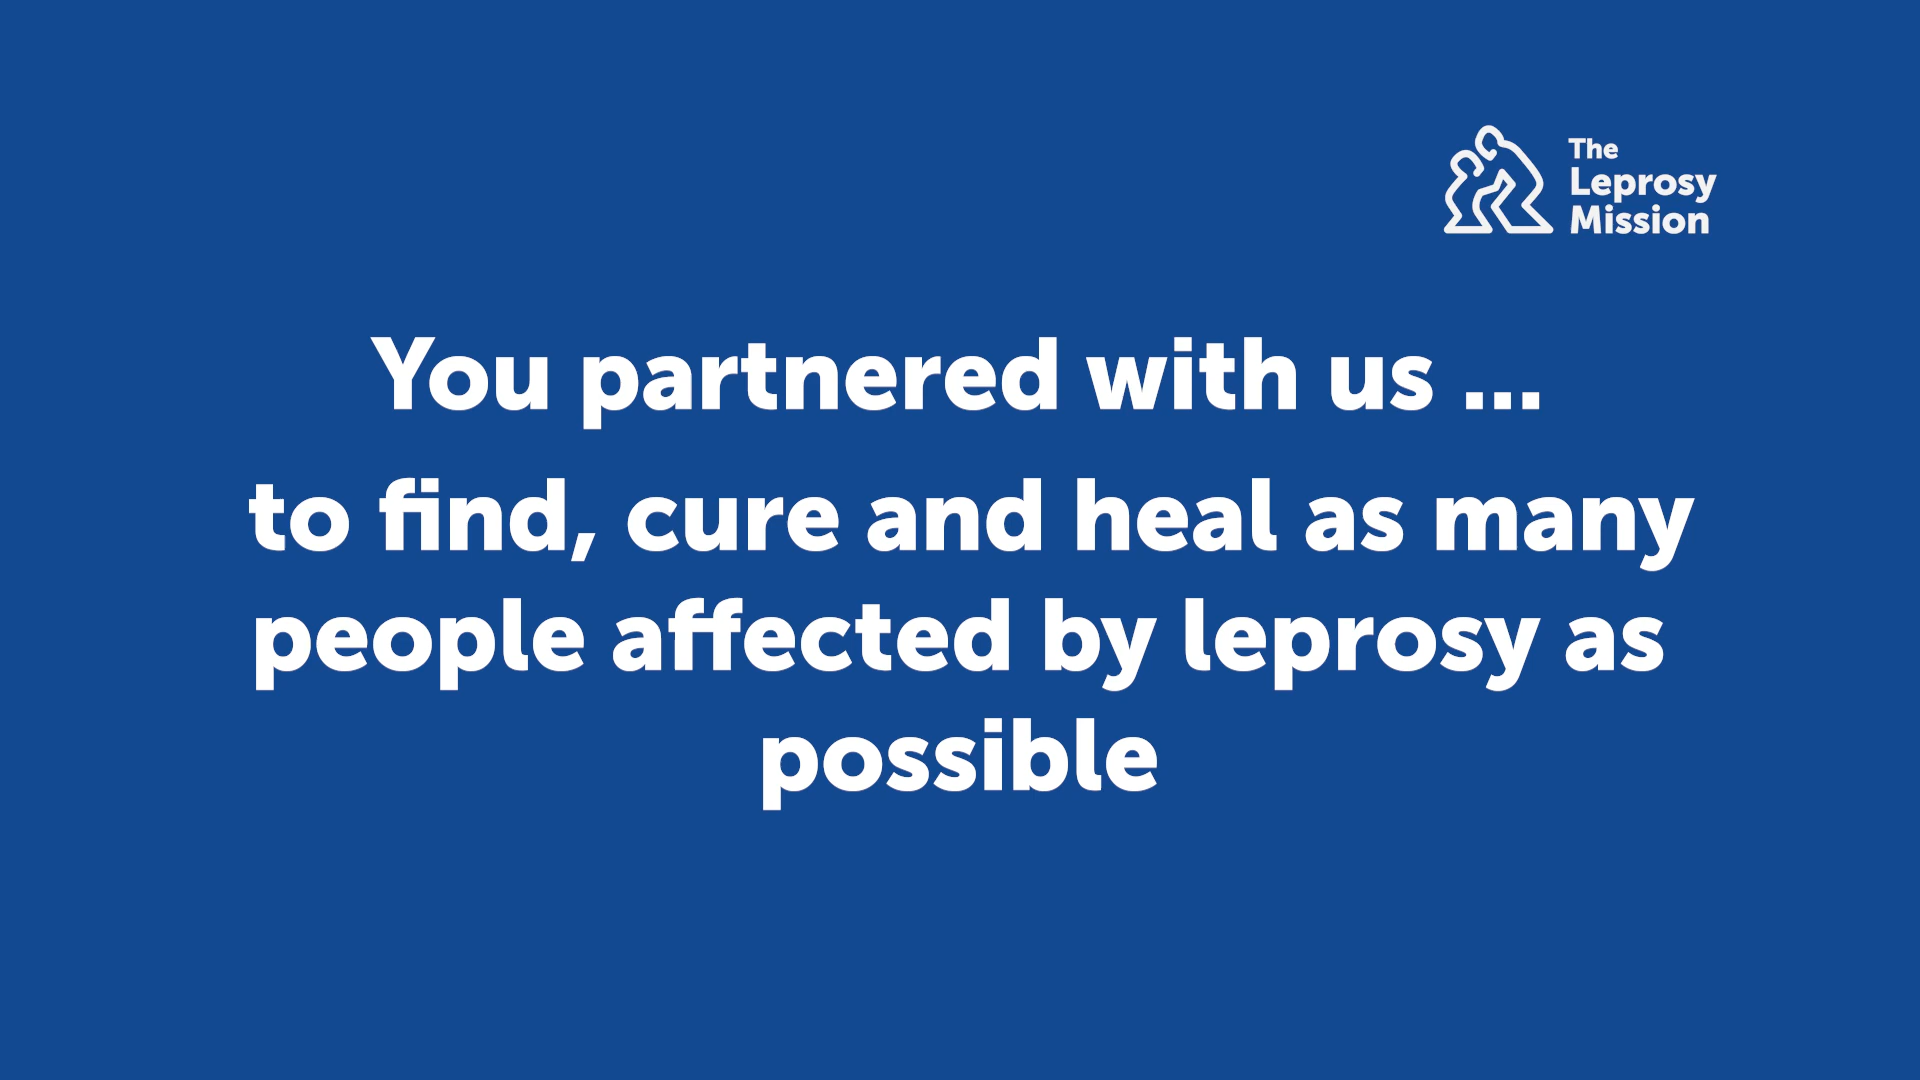 The
Leprosy
Mission
You partnered with us ...
to find, cure and heal as many
people affected by leprosy as
possible